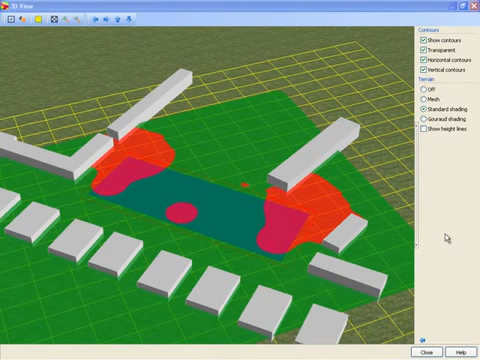 3D View
Contours
Show contours
Transparent
Horizontal contours
Vertical contours
Terrain
Off
Mesh
Standard shading
Gouraud shading
Show height lines
Close
Help